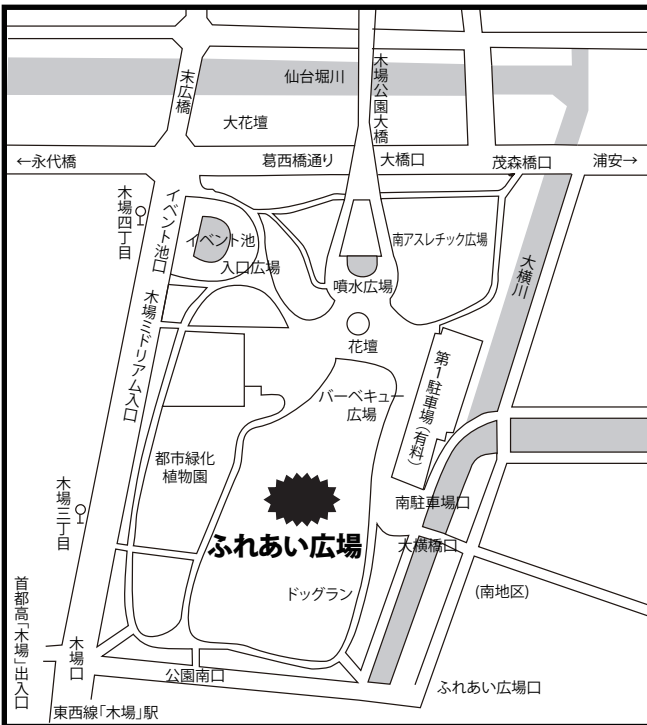 仙台堀川
末広橋
木場公園大橋
大花壇
←永代橋
葛西橋通り
大橋口
茂森橋口
浦安→
木場四丁目
イベント池口
イベント池
入口広場
南アスレチック広場
噴水広場
大横川
木場ミドリアム入口
花壇
バーベキュー
広場
第1駐車場(有料)
都市緑化
植物園
木場三丁目
南駐車場口
ふれあい広場
大横橋口
ドッグラン
(南地区)
首都高「木場」出入口
木場口
公園南口
ふれあい広場口
東西線「木場」駅